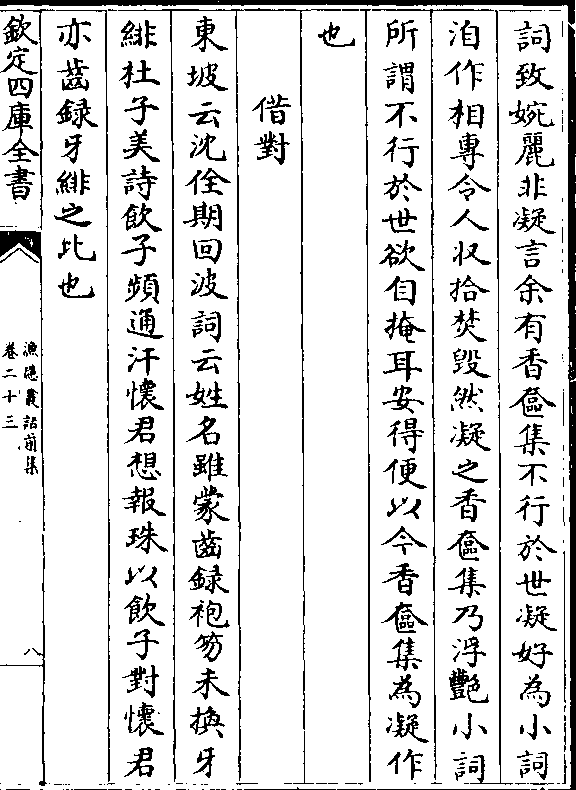 詞致婉麗非凝言余有香奩集不行於世凝好為小詞
洎作相專令人收拾焚毀然凝之香奩集乃浮艷小詞
所謂不行於世欲自掩耳安得便以今香奩集為凝作
也
借對
東坡云沈佺期回波詞云姓名雖蒙齒録袍笏未換牙
緋杜子美詩飲子頻通汗懷君想報珠以飲子對懷君
亦齒録牙緋之比也
欽定四庫全書
漁隱叢話前集
卷二十三
八